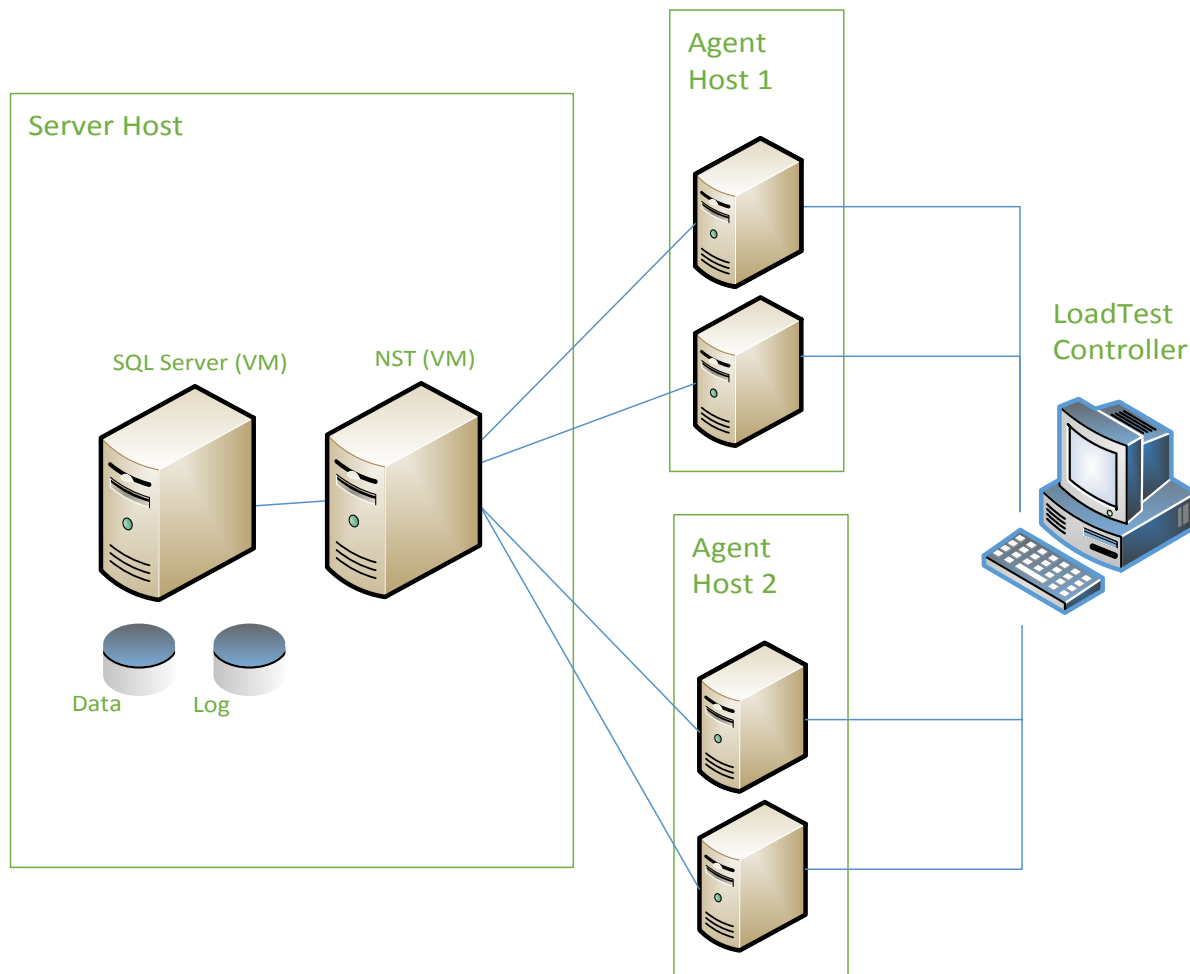 Agent
Host 1
Server Host
SQL Server (VM)
NST (VM)
LoadTest
Controller
Agent
Host 2
Data
Log